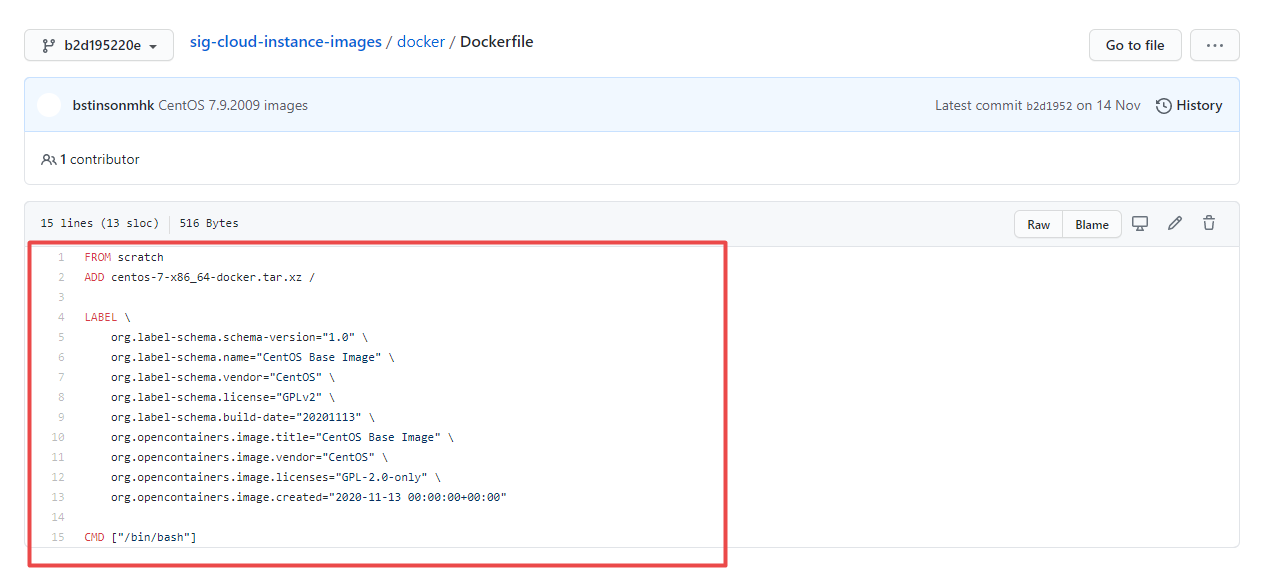 b2d195220e sig-cloud-instance-images / docker / Dockerfile Go to file ...
bstinsonmhk CentOS 7.9.2009 images Latest commit b2d1952 on 14 Nov History
1 contributor
15 lines (13 sloc) 516 Bytes Raw Blame
1 FROM scratch
2 ADD centos-7-x86_64-docker.tar.xz /
3
4 LABEL \
5 org.label-schema.schema-version="1.0" \
6 org.label-schema.name="CentOS Base Image" \
7 org.label-schema.vendor="CentOS" \
8 org.label-schema.license="GPLv2" \
9 org.label-schema.build-date="20201113" \
10 org.opencontainers.image.title="CentOS Base Image" \
11 org.opencontainers.image.vendor="CentOS" \
12 org.opencontainers.image.licenses="GPL-2.0-only" \
13 org.opencontainers.image.created="2020-11-13 00:00:00+00:00"
14
15 CMD ["/bin/bash"]